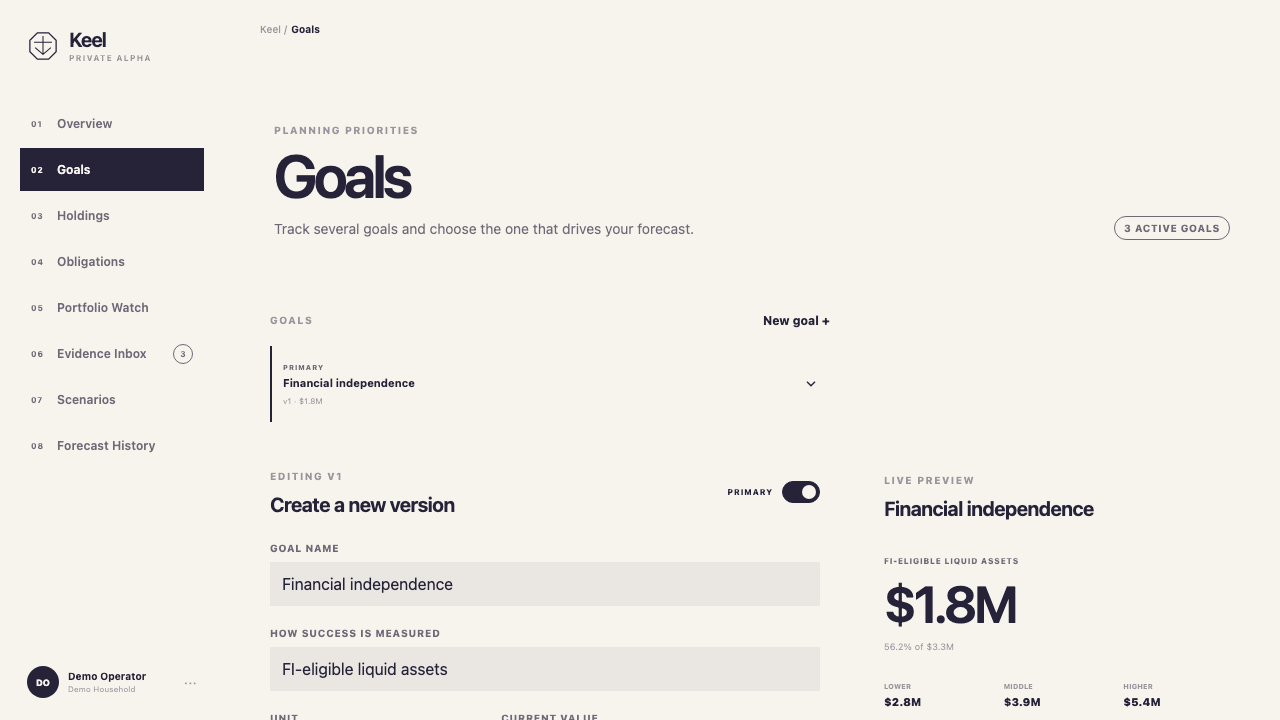 Keel
PRIVATE ALPHA
01 Overview
02 Goals
03 Holdings
04 Obligations
05 Portfolio Watch
06 Evidence Inbox 3
07 Scenarios
08 Forecast History
DO
Demo Operator
Demo Household
...
Keel / Goals
PLANNING PRIORITIES
Goals
Track several goals and choose the one that drives your forecast.
3 ACTIVE GOALS
GOALS
New goal +
PRIMARY
Financial independence
v1 · $1.8M
EDITING V1
Create a new version
PRIMARY
GOAL NAME
Financial independence
HOW SUCCESS IS MEASURED
FI-eligible liquid assets
UNIT
CURRENT VALUE
LIVE PREVIEW
Financial independence
FI-ELIGIBLE LIQUID ASSETS
$1.8M
56.2% of $3.3M
LOWER
$2.8M
MIDDLE
$3.9M
HIGHER
$5.4M